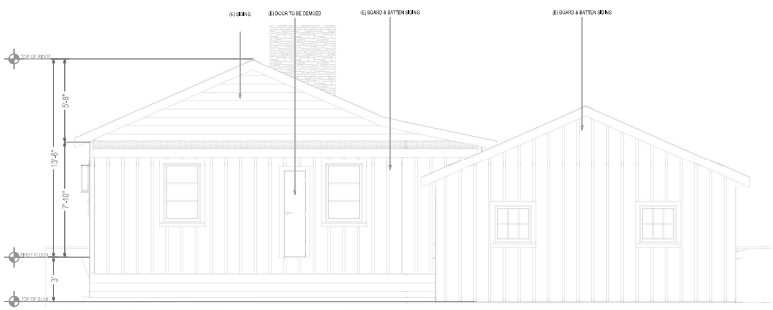 (E) SIDING
(E) DOOR TO BE DEMOED
(E) BOARD & BATTEN SIDING
(E) BOARD & BATTEN SIDING
TOP OF RIDGE
5'-8"
13'-6"
7'-10"
FIRST FLOOR
3'
TOP OF SLAB